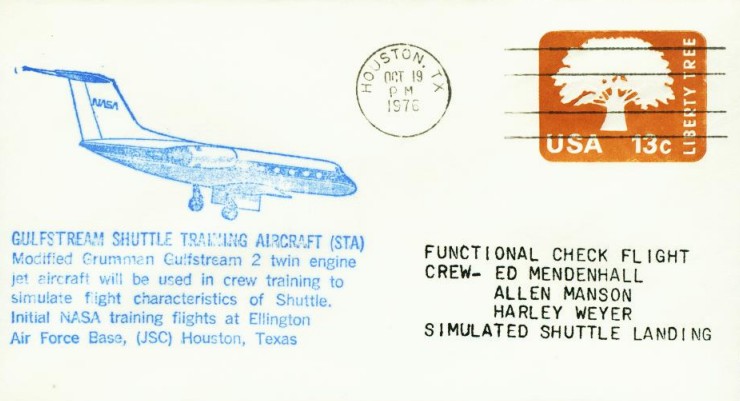 HOUSTON, TX
OCT 19
PM
1976
USA 13c
LIBERTY TREE
NASA
GULFSTREAM SHUTTLE TRAINING AIRCRAFT (STA)
Modified Grumman Gulfstream 2 twin engine
jet aircraft will be used in crew training to
simulate flight characteristics of Shuttle.
Initial NASA training flights at Ellington
Air Force Base, (JSC) Houston, Texas
FUNCTIONAL CHECK FLIGHT
CREW- ED MENDENHALL
ALLEN MANSON
HARLEY WEYER
SIMULATED SHUTTLE LANDING